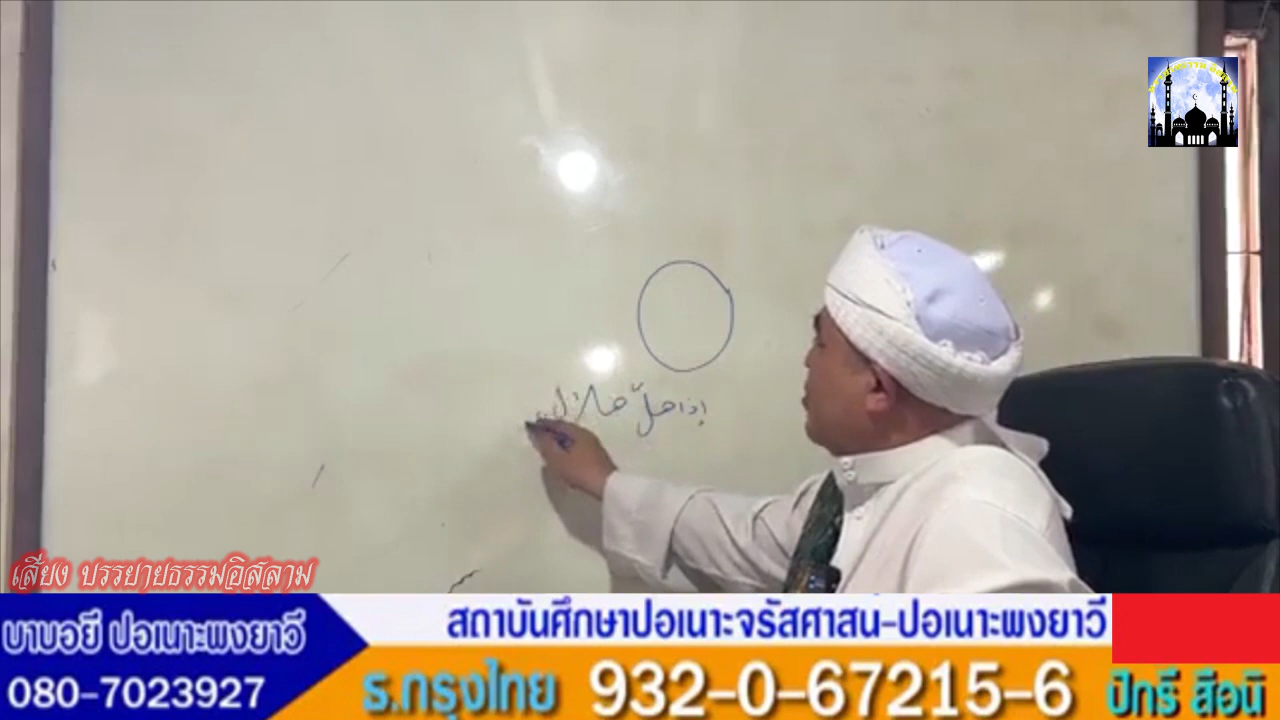 إذا حلّ هلال
เสียง บรรยายธรรมอิสลาม
บาบอยี ปอเนาะพงยาวี
080-7023927
สถาบันศึกษาปอเนาะจรัสศาสน์-ปอเนาะพงยาวี
ธ.กรุงไทย 932-0-67215-6 ปิทรี สือนิ